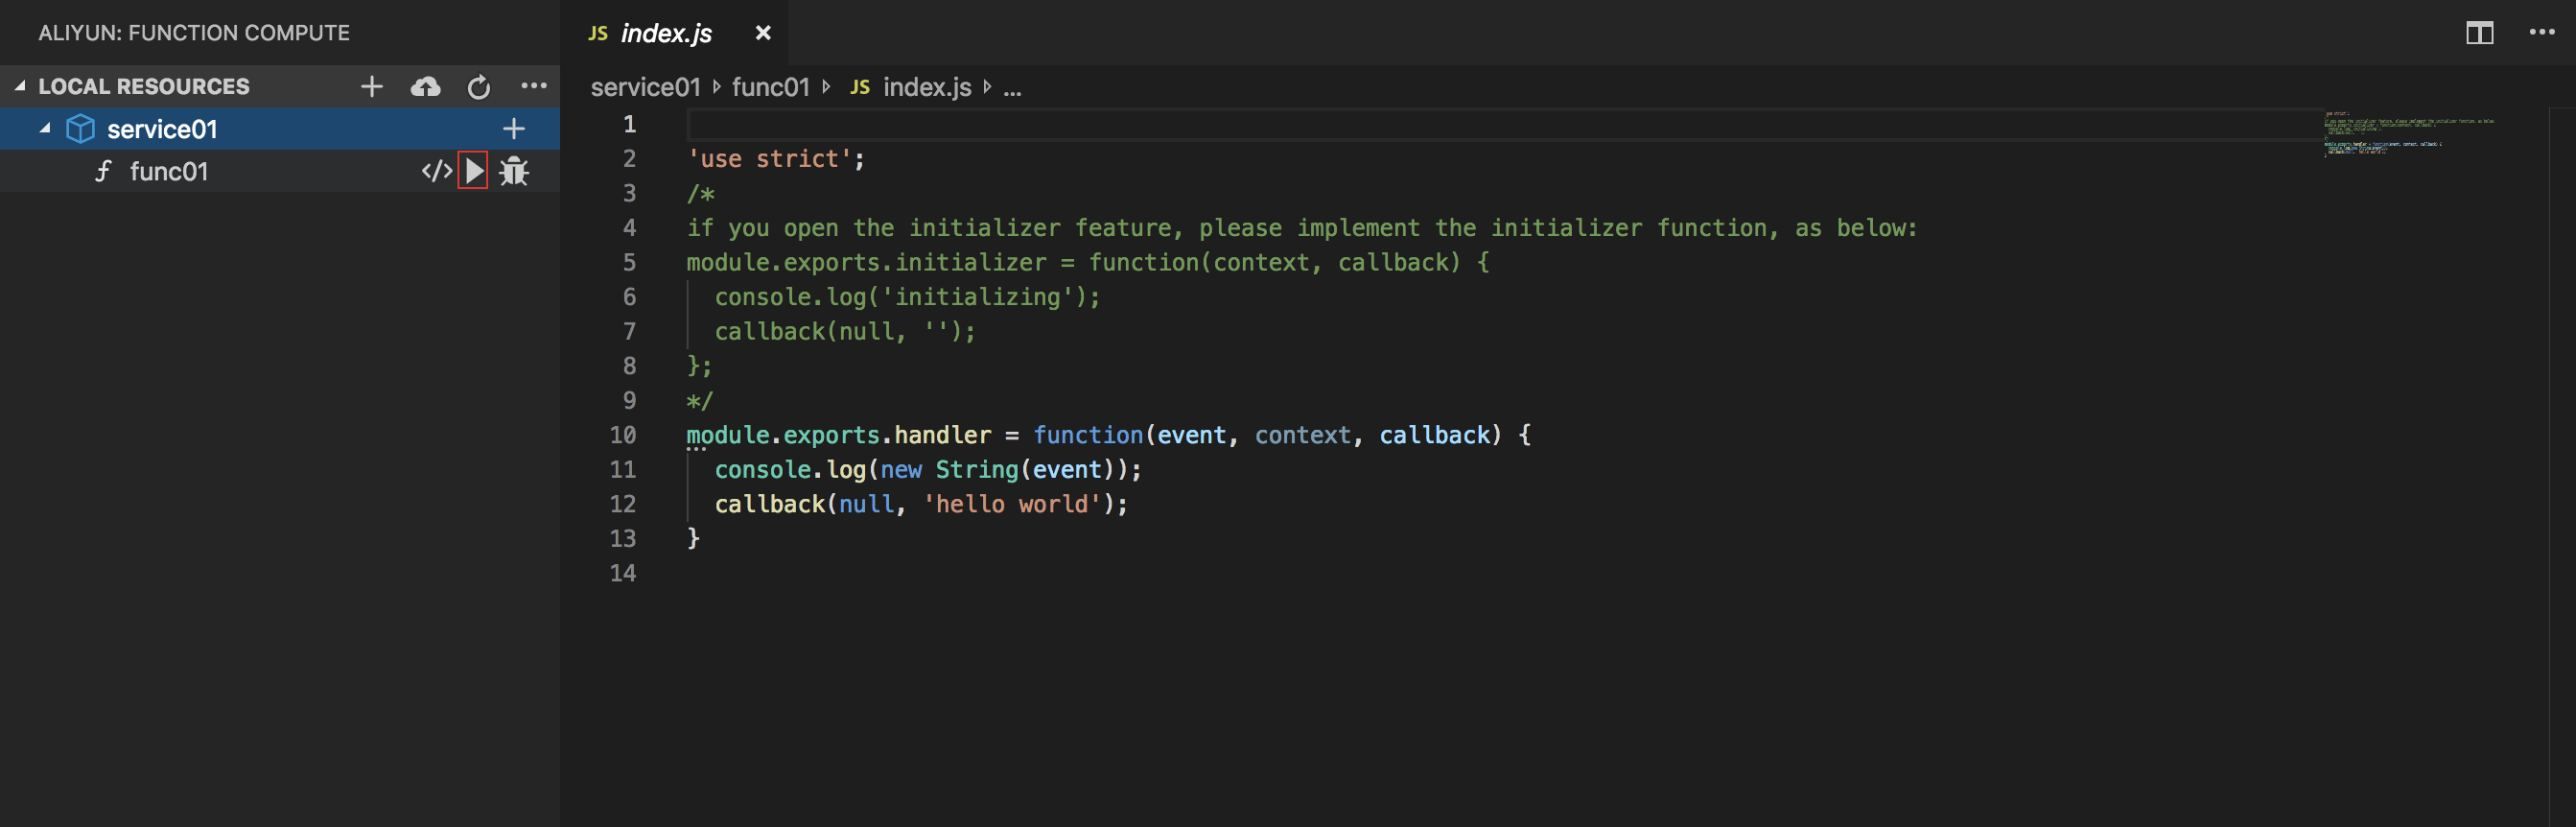 ALIYUN: FUNCTION COMPUTE
LOCAL RESOURCES
service01
func01
JS index.js
service01 func01 JS index.js ...
1
2 'use strict';
3 /*
4 if you open the initializer feature, please implement the initializer function, as below:
5 module.exports.initializer = function(context, callback) {
6 console.log('initializing');
7 callback(null, '');
8 };
9 */
10 module.exports.handler = function(event, context, callback) {
11 console.log(new String(event));
12 callback(null, 'hello world');
13 }
14